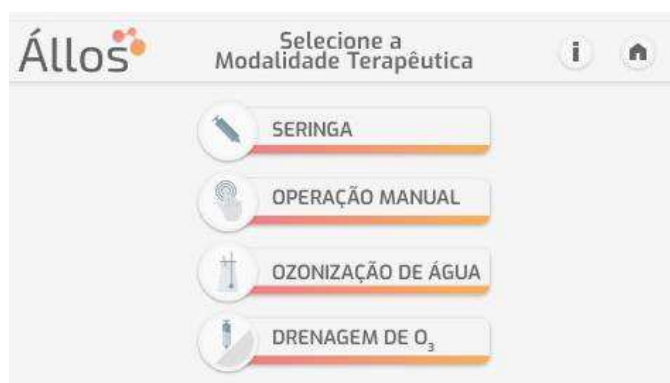 Állos
Selecione a
Modalidade Terapêutica
i
SERINGA
OPERAÇÃO MANUAL
OZONIZAÇÃO DE ÁGUA
DRENAGEM DE O₃